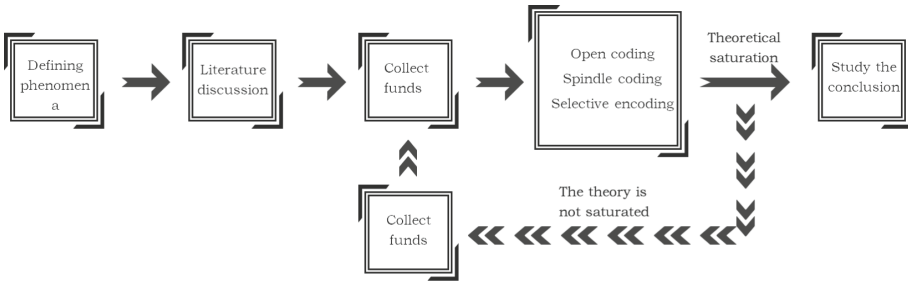 Defining
phenomen
a
Literature
discussion
Collect
funds
Open coding
Spindle coding
Selective encoding
Theoretical
saturation
Study the
conclusion
The theory is
not saturated
Collect
funds